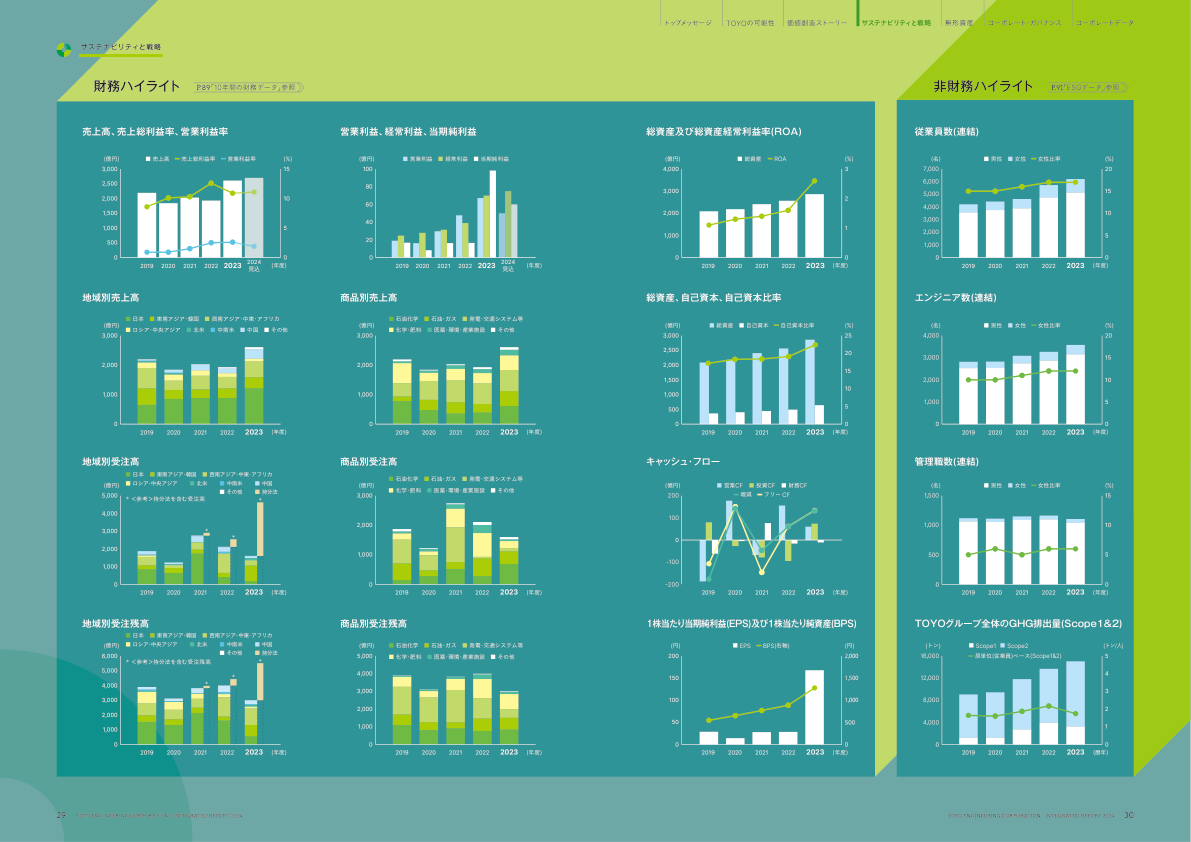 トップメッセージ
TOYOの可能性
価値創造ストーリー
サステナビリティと戦略
無形資産
コーポレート・ガバナンス
コーポレートデータ
サステナビリティと戦略
財務ハイライト
P.89「10年間の財務データ」参照
非財務ハイライト
P.91「ESGデータ」参照
売上高、売上総利益率、営業利益率
(億円) 売上高 売上総利益率 営業利益率 (%)
3,000 15
2,500
2,000 10
1,500
1,000 5
500
0 0
2019 2020 2021 2022 2023 2024見込 (年度)
営業利益、経常利益、当期純利益
(億円) 営業利益 経常利益 当期純利益
100
80
60
40
20
0
2019 2020 2021 2022 2023 2024見込 (年度)
総資産及び総資産経常利益率(ROA)
(億円) 総資産 ROA (%)
4,000 3
3,000
2,000 2
1,000 1
0 0
2019 2020 2021 2022 2023 (年度)
従業員数(連結)
(名) 男性 女性 女性比率 (%)
7,000 20
6,000
5,000 15
4,000
3,000 10
2,000
1,000 5
0 0
2019 2020 2021 2022 2023 (年度)
地域別売上高
日本 東南アジア・韓国 西南アジア・中東・アフリカ
ロシア・中央アジア 北米 中南米 中国 その他
(億円)
3,000
2,000
1,000
0
2019 2020 2021 2022 2023 (年度)
商品別売上高
石油化学 石油・ガス 発電・交通システム等
化学・肥料 医薬・環境・産業施設 その他
(億円)
3,000
2,000
1,000
0
2019 2020 2021 2022 2023 (年度)
総資産、自己資本、自己資本比率
(億円) 総資産 自己資本 自己資本比率 (%)
3,000 25
2,500 20
2,000
1,500 15
1,000 10
500 5
0 0
2019 2020 2021 2022 2023 (年度)
エンジニア数(連結)
(名) 男性 女性 女性比率 (%)
4,000 20
3,000 15
2,000 10
1,000 5
0 0
2019 2020 2021 2022 2023 (年度)
地域別受注高
日本 東南アジア・韓国 西南アジア・中東・アフリカ
ロシア・中央アジア 北米 中南米 中国
(億円) その他 持分法
*<参考>持分法を含む受注高
5,000
4,000
3,000
2,000
1,000
0
2019 2020 2021 2022 2023 (年度)
商品別受注高
石油化学 石油・ガス 発電・交通システム等
化学・肥料 医薬・環境・産業施設 その他
(億円)
3,000
2,000
1,000
0
2019 2020 2021 2022 2023 (年度)
キャッシュ・フロー
(億円) 営業CF 投資CF 財務CF
増減 フリーCF
200
100
0
-100
-200
2019 2020 2021 2022 2023 (年度)
管理職数(連結)
(名) 男性 女性 女性比率 (%)
1,500 15
1,000 10
500 5
0 0
2019 2020 2021 2022 2023 (年度)
地域別受注残高
日本 東南アジア・韓国 西南アジア・中東・アフリカ
ロシア・中央アジア 北米 中南米 中国
(億円) その他 持分法
*<参考>持分法を含む受注残高
6,000
5,000
4,000
3,000
2,000
1,000
0
2019 2020 2021 2022 2023 (年度)
商品別受注残高
石油化学 石油・ガス 発電・交通システム等
化学・肥料 医薬・環境・産業施設 その他
(億円)
5,000
4,000
3,000
2,000
1,000
0
2019 2020 2021 2022 2023 (年度)
1株当たり当期純利益(EPS)及び1株当たり純資産(BPS)
(円) EPS BPS(右軸) (円)
200 2,000
150 1,500
100 1,000
50 500
0 0
2019 2020 2021 2022 2023 (年度)
TOYOグループ全体のGHG排出量(Scope1&2)
(トン) Scope1 Scope2 (トン/人)
原単位(従業員)ベース(Scope1&2)
16,000 5
12,000 4
8,000 3
2
4,000 1
0 0
2019 2020 2021 2022 2023 (暦年)
29 TOYO ENGINEERING CORPORATION INTEGRATED REPORT 2024
TOYO ENGINEERING CORPORATION INTEGRATED REPORT 2024 30